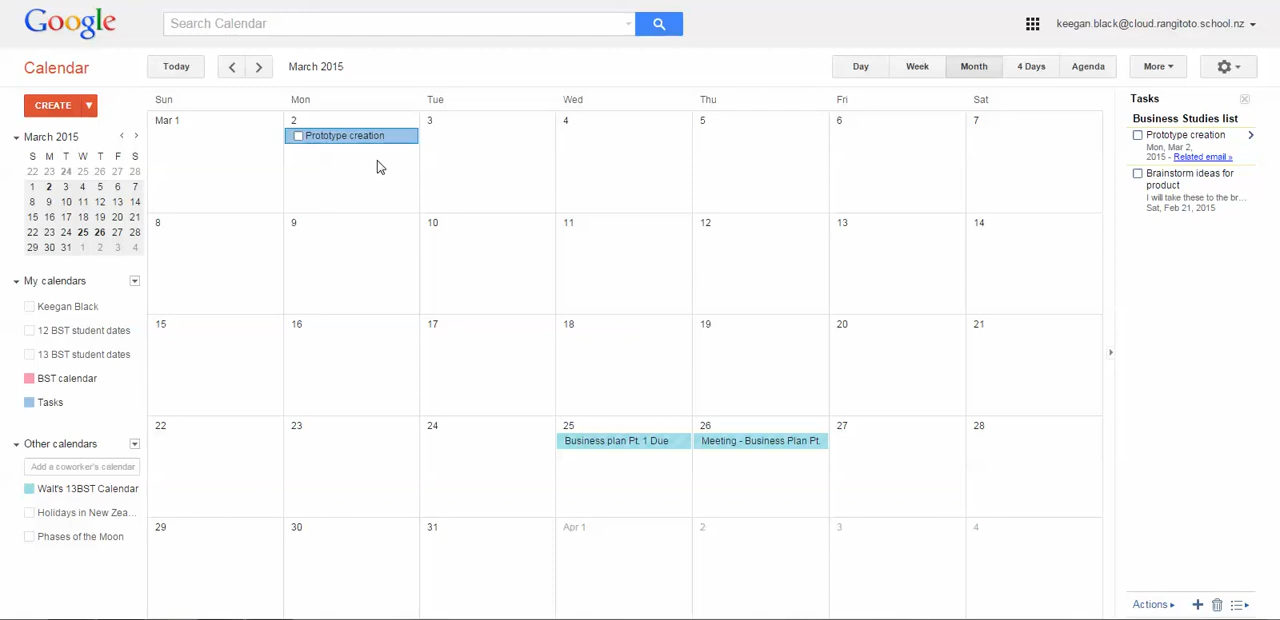 Google
Search Calendar
keegan.black@cloud.rangitoto.school.nz
Calendar
Today
March 2015
Day Week Month 4 Days Agenda
More
CREATE
March 2015
S M T W T F S
22 23 24 25 26 27 28
1 2 3 4 5 6 7
8 9 10 11 12 13 14
15 16 17 18 19 20 21
22 23 24 25 26 27 28
29 30 31 1 2 3 4
My calendars
Keegan Black
12 BST student dates
13 BST student dates
BST calendar
Tasks
Other calendars
Add a coworker's calendar
Walt's 13BST Calendar
Holidays in New Zea...
Phases of the Moon
Sun Mon Tue Wed Thu Fri Sat
Mar 1 2 3 4 5 6 7
Prototype creation
8 9 10 11 12 13 14
15 16 17 18 19 20 21
22 23 24 25 26 27 28
Business plan Pt. 1 Due Meeting - Business Plan Pt.
29 30 31 Apr 1 2 3 4
Tasks
Business Studies list
Prototype creation
Mon, Mar 2,
2015 - Related email »
Brainstorm ideas for
product
I will take these to the br...
Sat, Feb 21, 2015
Actions